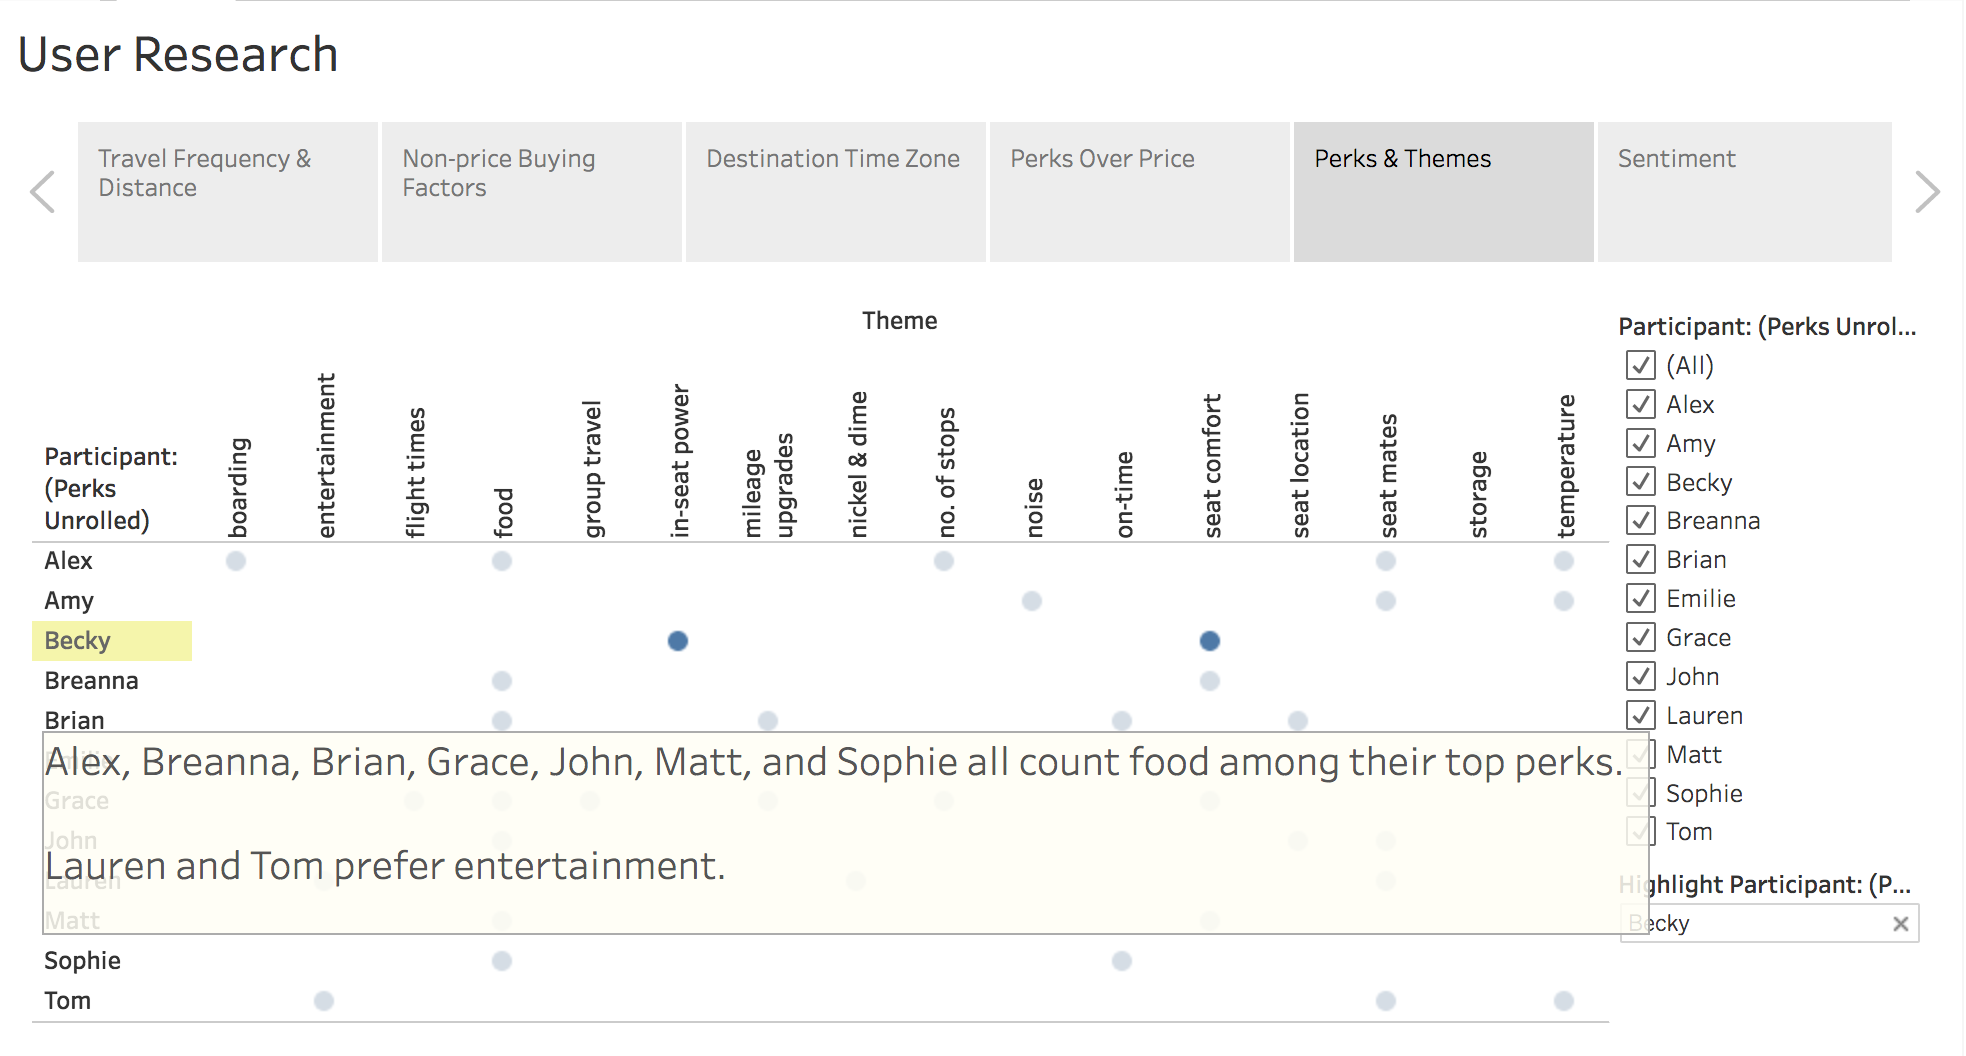 User Research
Travel Frequency &
Distance
Non-price Buying
Factors
Destination Time Zone
Perks Over Price
Perks & Themes
Sentiment
Theme
Participant:
(Perks
Unrolled)
boarding
entertainment
flight times
food
group travel
in-seat power
mileage
upgrades
nickel & dime
no. of stops
noise
on-time
seat comfort
seat location
seat mates
storage
temperature
Alex
Amy
Becky
Breanna
Brian
Emilie
Grace
John
Lauren
Matt
Sophie
Tom
Alex, Breanna, Brian, Grace, John, Matt, and Sophie all count food among their top perks.
Lauren and Tom prefer entertainment.
Participant: (Perks Unrol...
(All)
Alex
Amy
Becky
Breanna
Brian
Emilie
Grace
John
Lauren
Matt
Sophie
Tom
Highlight Participant: (P...
Becky